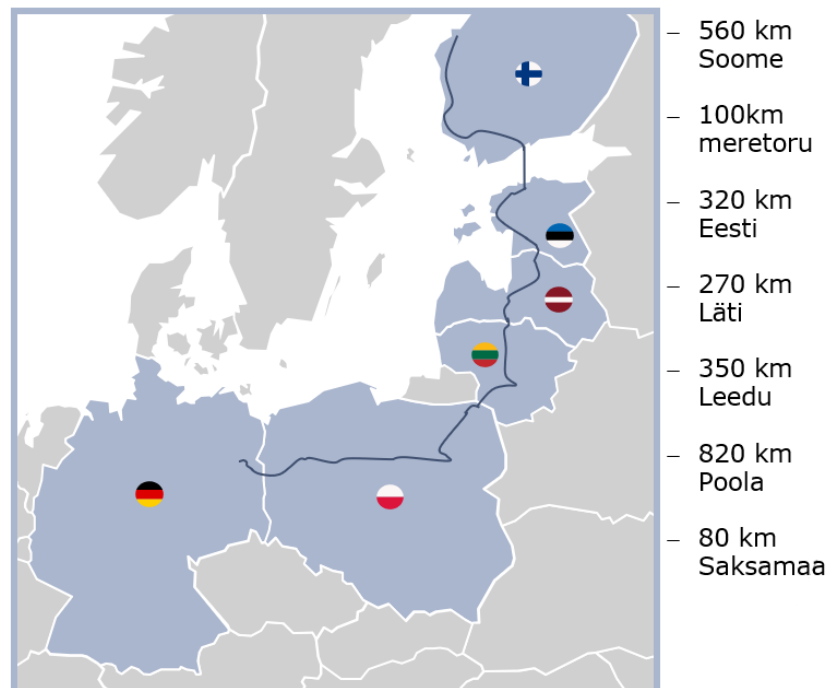 – 560 km
Soome
– 100km
meretoru
– 320 km
Eesti
– 270 km
Läti
– 350 km
Leedu
– 820 km
Poola
– 80 km
Saksamaa